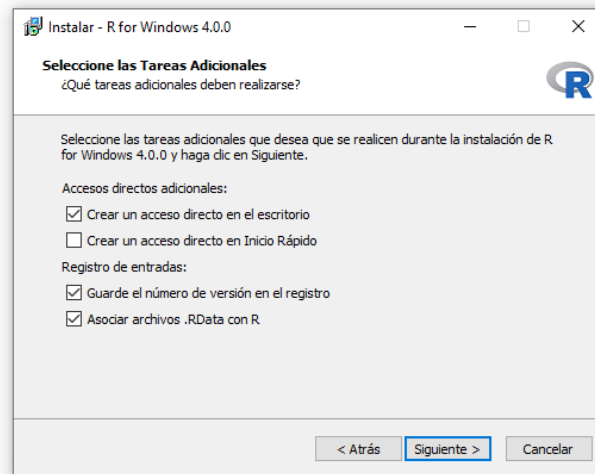 Instalar - R for Windows 4.0.0
Seleccione las Tareas Adicionales
¿Qué tareas adicionales deben realizarse?
R
Seleccione las tareas adicionales que desea que se realicen durante la instalación de R
for Windows 4.0.0 y haga clic en Siguiente.
Accesos directos adicionales:
Crear un acceso directo en el escritorio
Crear un acceso directo en Inicio Rápido
Registro de entradas:
Guarde el número de versión en el registro
Asociar archivos .RData con R
< Atrás
Siguiente >
Cancelar